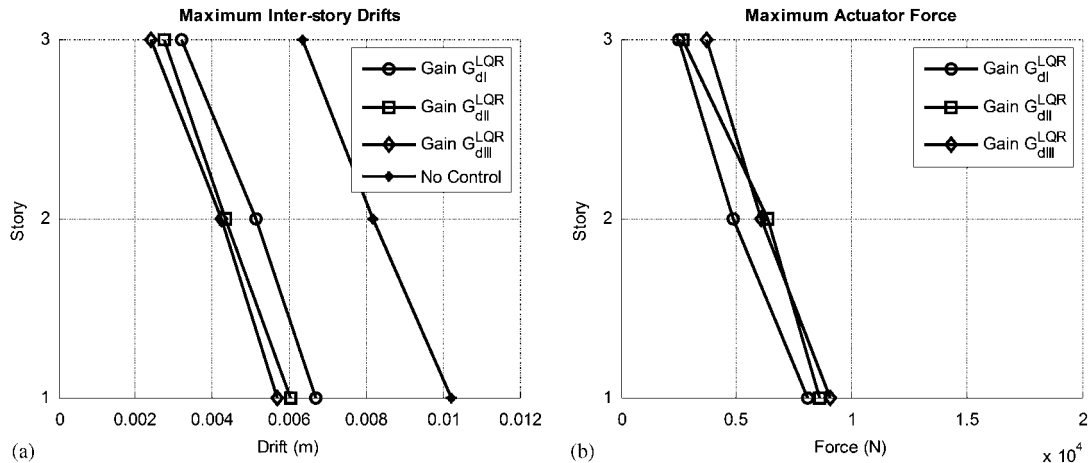 Maximum Inter-story Drifts
3
2
1
Story
Gain G_dI^LQR
Gain G_dII^LQR
Gain G_dIII^LQR
No Control
0 0.002 0.004 0.006 0.008 0.01 0.012
(a) Drift (m)
Maximum Actuator Force
3
2
1
Story
Gain G_dI^LQR
Gain G_dII^LQR
Gain G_dIII^LQR
0 0.5 1 1.5 2
(b) Force (N) x 10^4